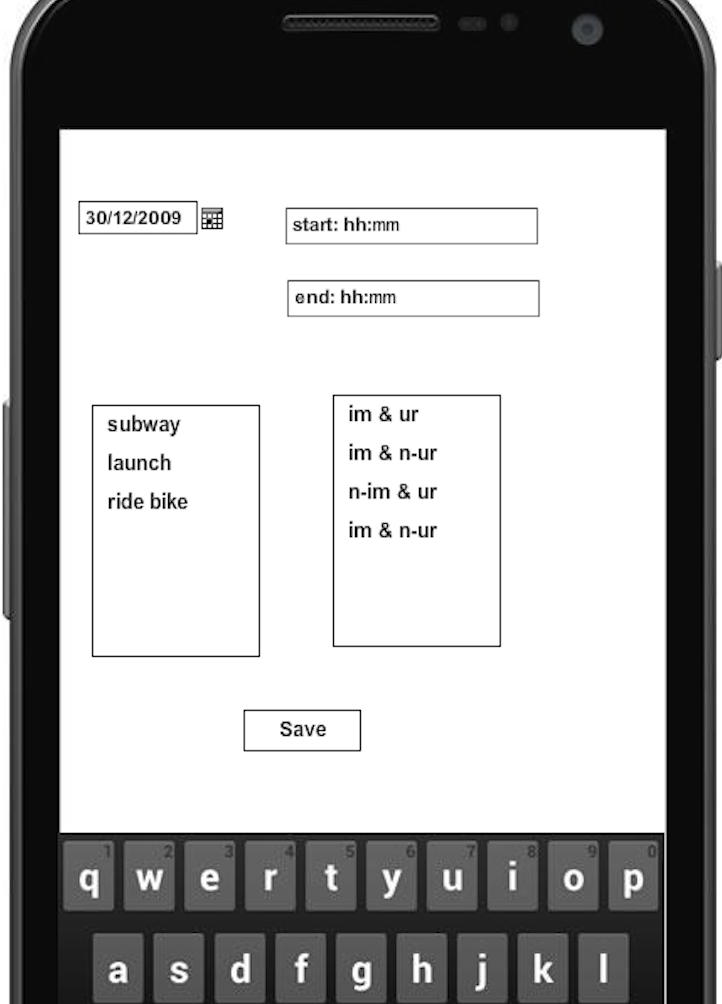 30/12/2009
start: hh:mm
end: hh:mm
subway
launch
ride bike
im & ur
im & n-ur
n-im & ur
im & n-ur
Save
1 2 3 4 5 6 7 8 9 0
q w e r t y u i o p
a s d f g h j k l